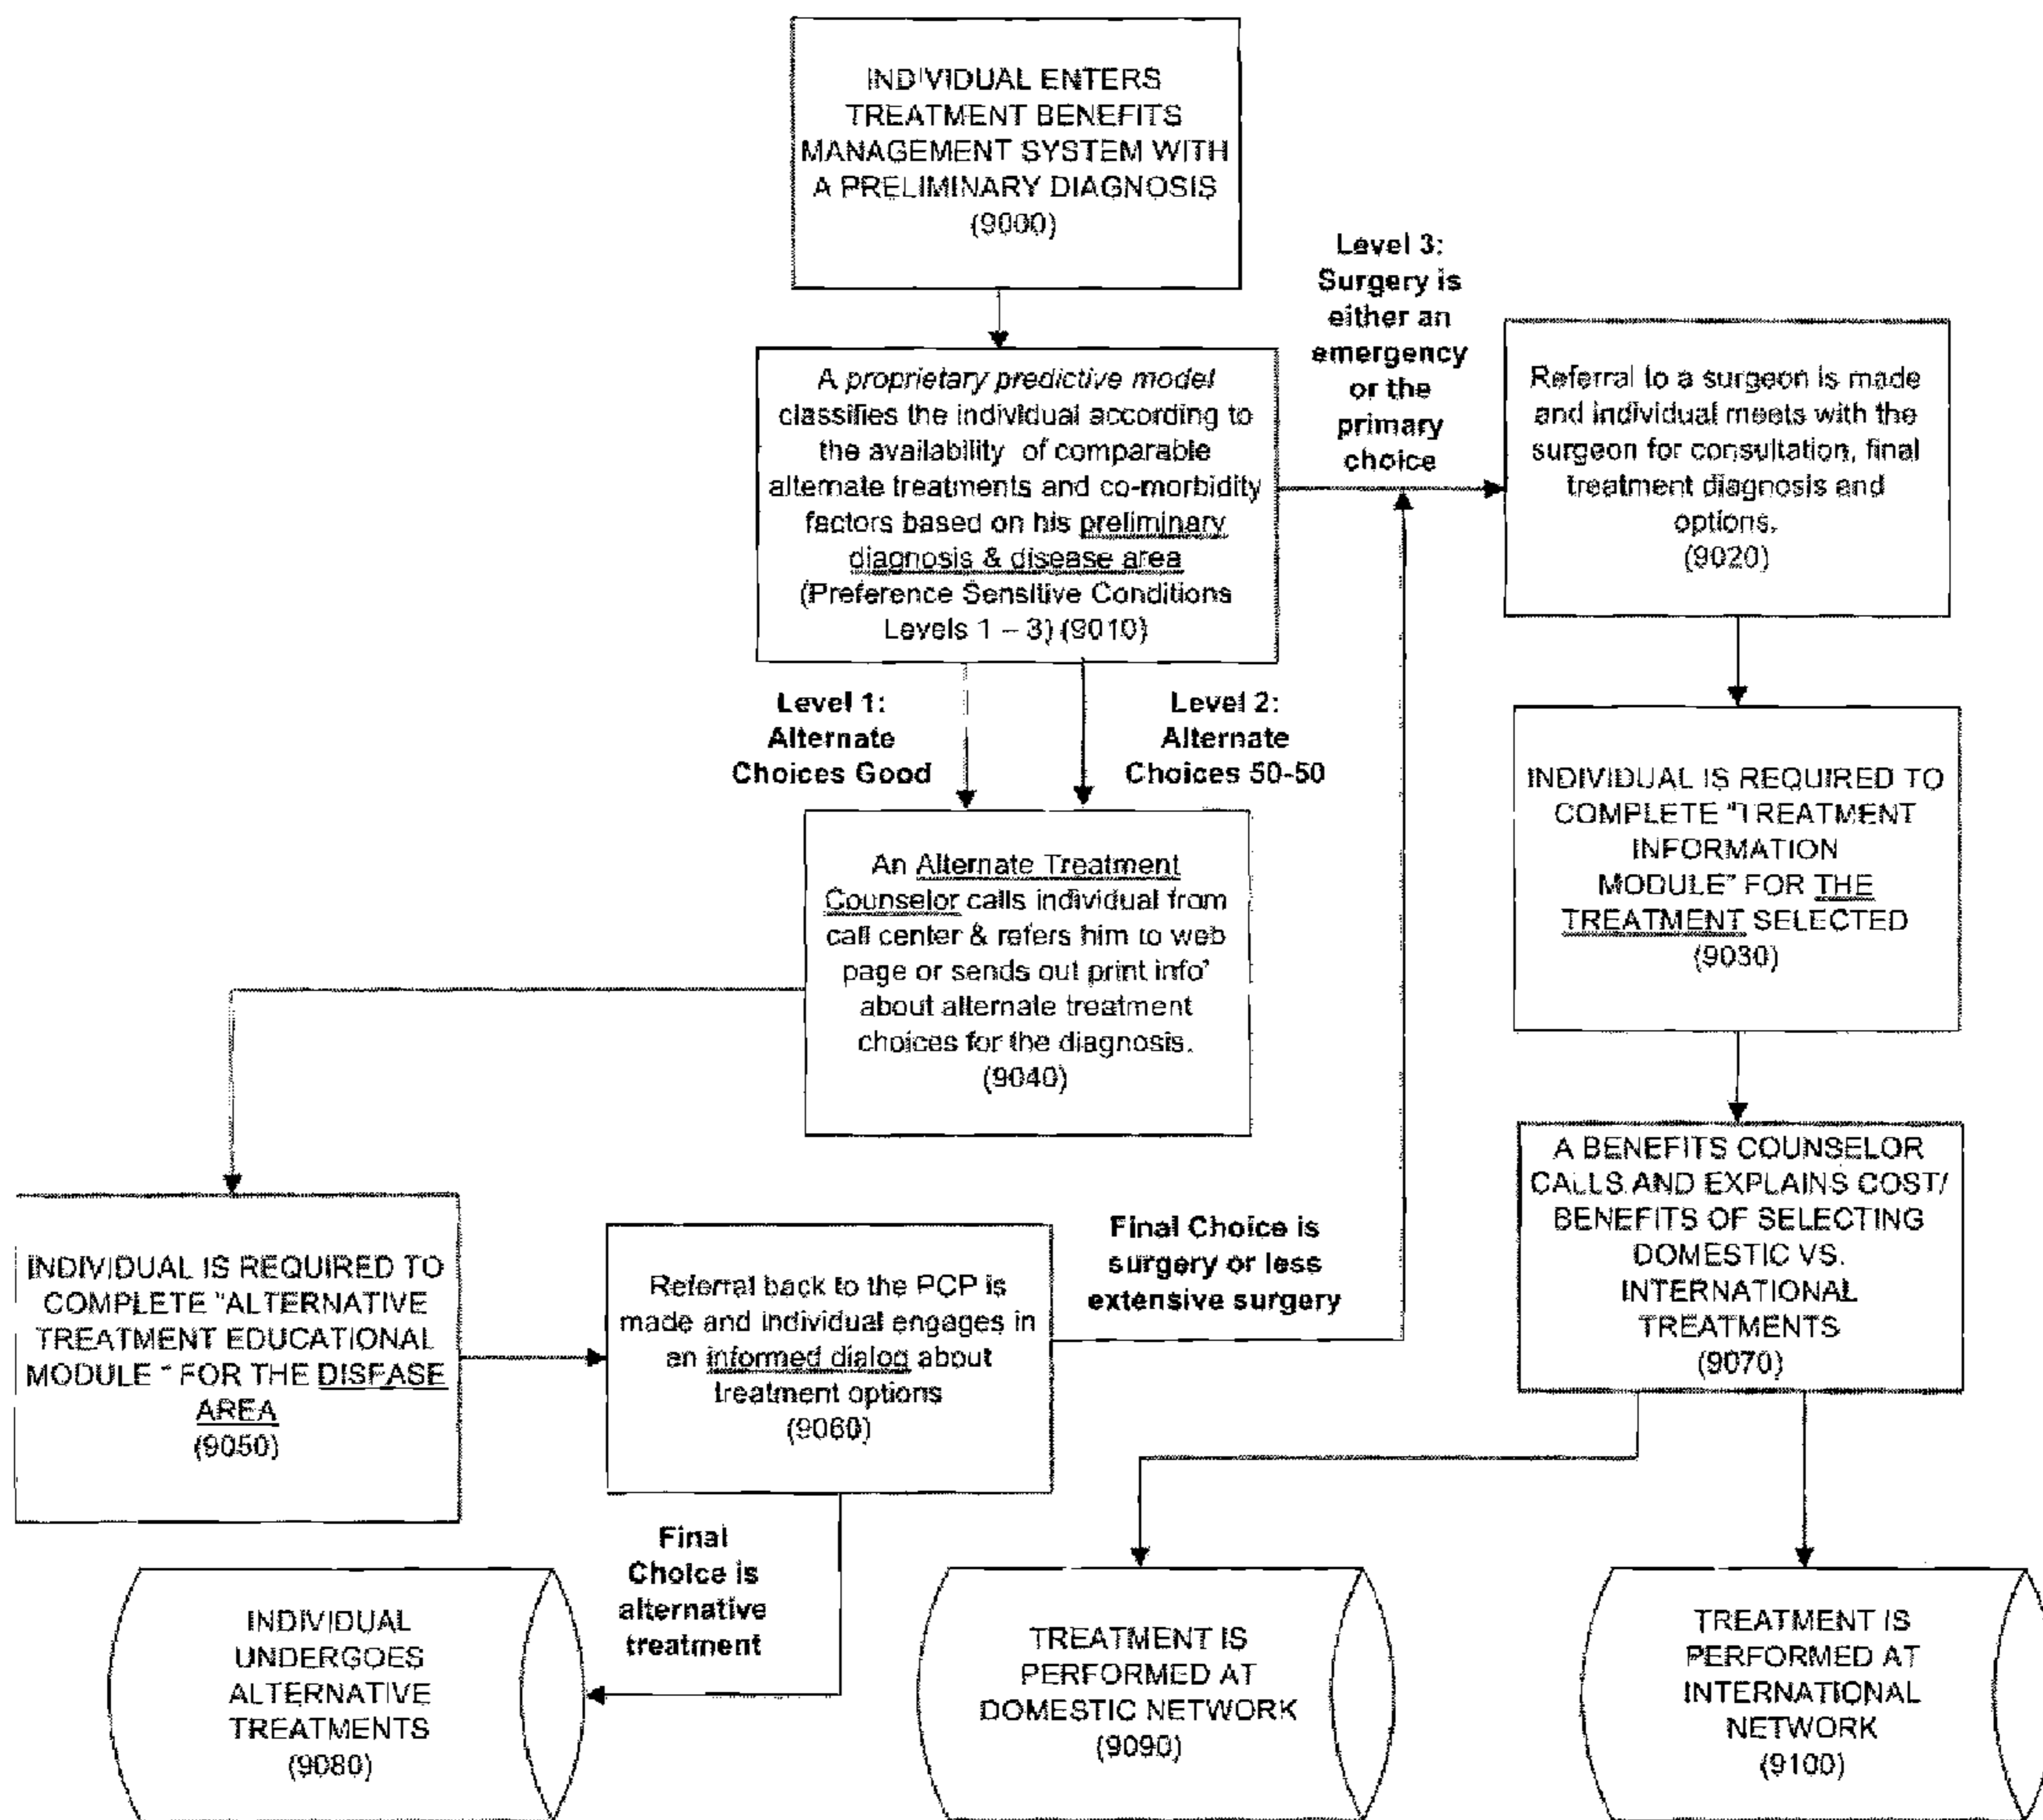 INDIVIDUAL ENTERS
TREATMENT BENEFITS
MANAGEMENT SYSTEM WITH
A PRELIMINARY DIAGNOSIS
(9000)
Level 3:
Surgery is
either an
emergency
or the
primary
choice
A proprietary predictive model
classifies the individual according to
the availability of comparable
alternate treatments and co-morbidity
factors based on his preliminary
diagnosis & disease area
(Preference Sensitive Conditions
Levels 1 – 3) (9010)
Referral to a surgeon is made
and individual meets with the
surgeon for consultation, final
treatment diagnosis and
options.
(9020)
Level 1:
Alternate
Choices Good
Level 2:
Alternate
Choices 50-50
INDIVIDUAL IS REQUIRED TO
COMPLETE "TREATMENT
INFORMATION
MODULE" FOR THE
TREATMENT SELECTED
(9030)
An Alternate Treatment
Counselor calls individual from
call center & refers him to web
page or sends out print info'
about alternate treatment
choices for the diagnosis.
(9040)
A BENEFITS COUNSELOR
CALLS AND EXPLAINS COST/
BENEFITS OF SELECTING
DOMESTIC VS.
INTERNATIONAL
TREATMENTS
(9070)
INDIVIDUAL IS REQUIRED TO
COMPLETE "ALTERNATIVE
TREATMENT EDUCATIONAL
MODULE " FOR THE DISEASE
AREA
(9050)
Referral back to the PCP is
made and individual engages in
an informed dialog about
treatment options
(9060)
Final Choice is
surgery or less
extensive surgery
Final
Choice is
alternative
treatment
INDIVIDUAL
UNDERGOES
ALTERNATIVE
TREATMENTS
(9080)
TREATMENT IS
PERFORMED AT
DOMESTIC NETWORK
(9090)
TREATMENT IS
PERFORMED AT
INTERNATIONAL
NETWORK
(9100)